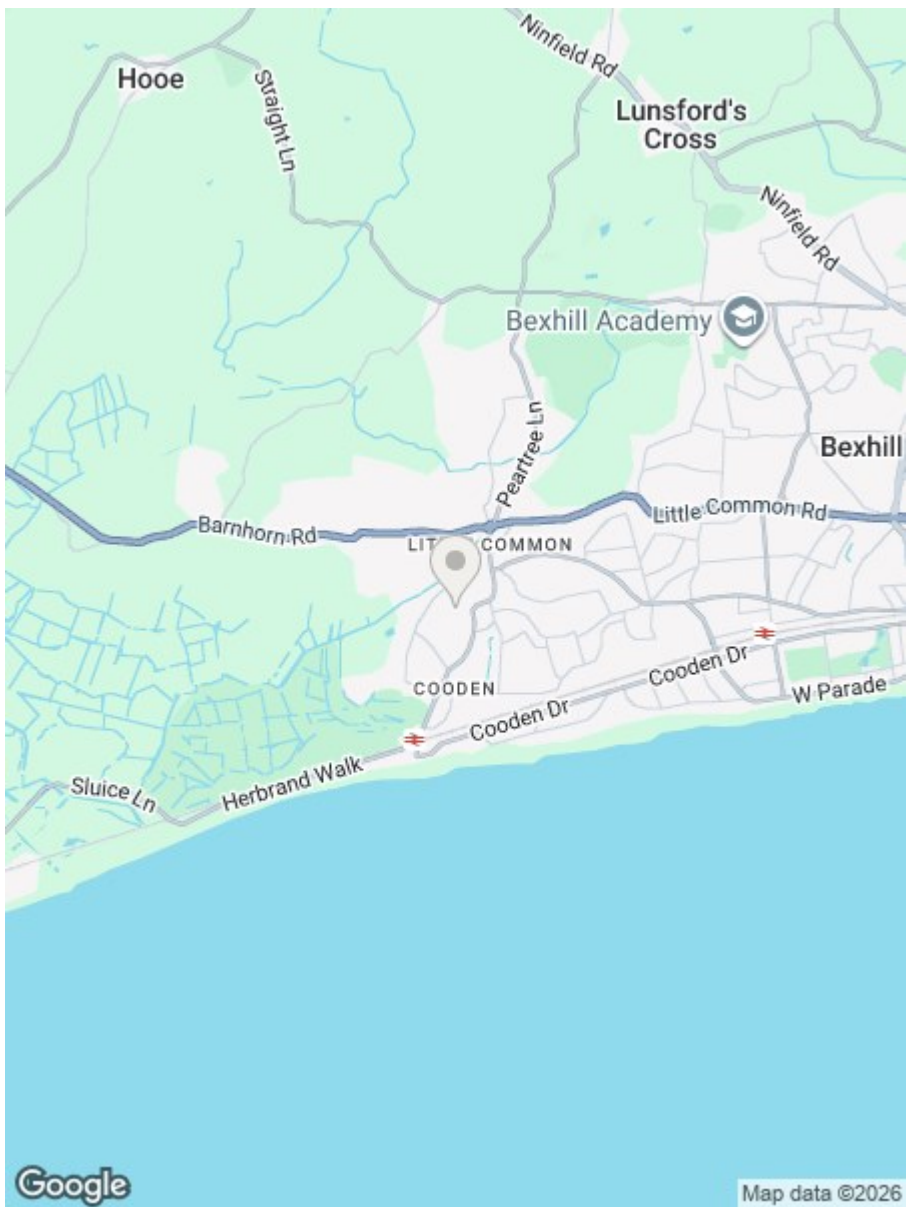 Ninfield Rd
Hooe
Straight Ln
Lunsford's
Cross
Ninfield Rd
Bexhill Academy
Peartree Ln
Bexhill
Little Common Rd
Barnhorn Rd
COMMON
COODEN
Cooden Dr
W Parade
Cooden Dr
Herbrand Walk
Sluice Ln
Google
Map data ©2026